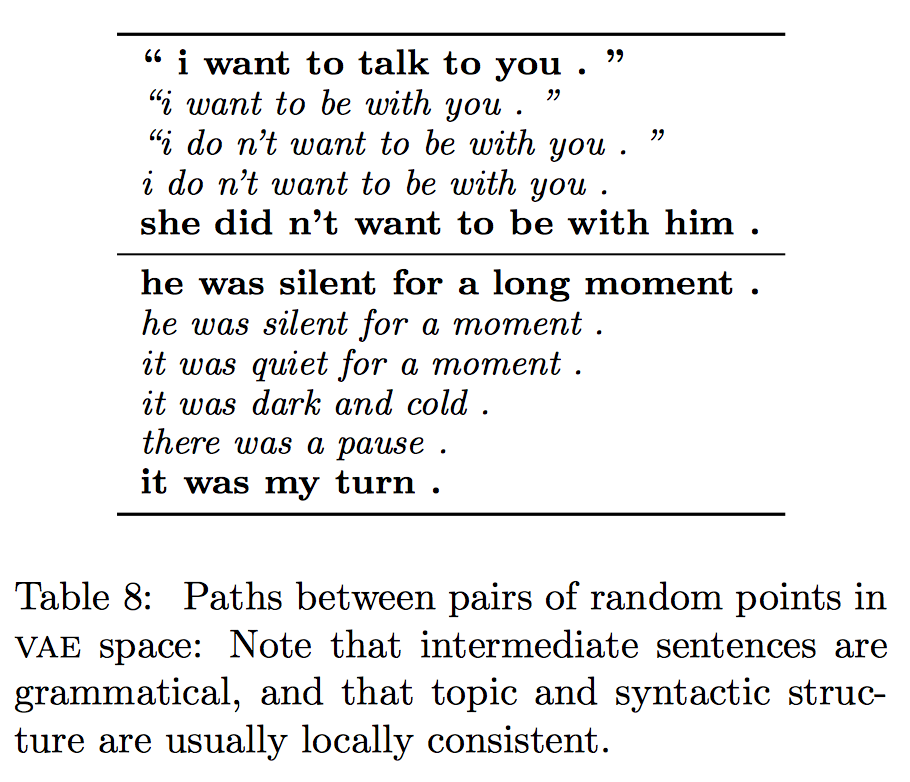 “ i want to talk to you . ”
“i want to be with you . ”
“i do n’t want to be with you . ”
i do n’t want to be with you .
she did n’t want to be with him .
he was silent for a long moment .
he was silent for a moment .
it was quiet for a moment .
it was dark and cold .
there was a pause .
it was my turn .
Table 8: Paths between pairs of random points in
VAE space: Note that intermediate sentences are
grammatical, and that topic and syntactic struc-
ture are usually locally consistent.